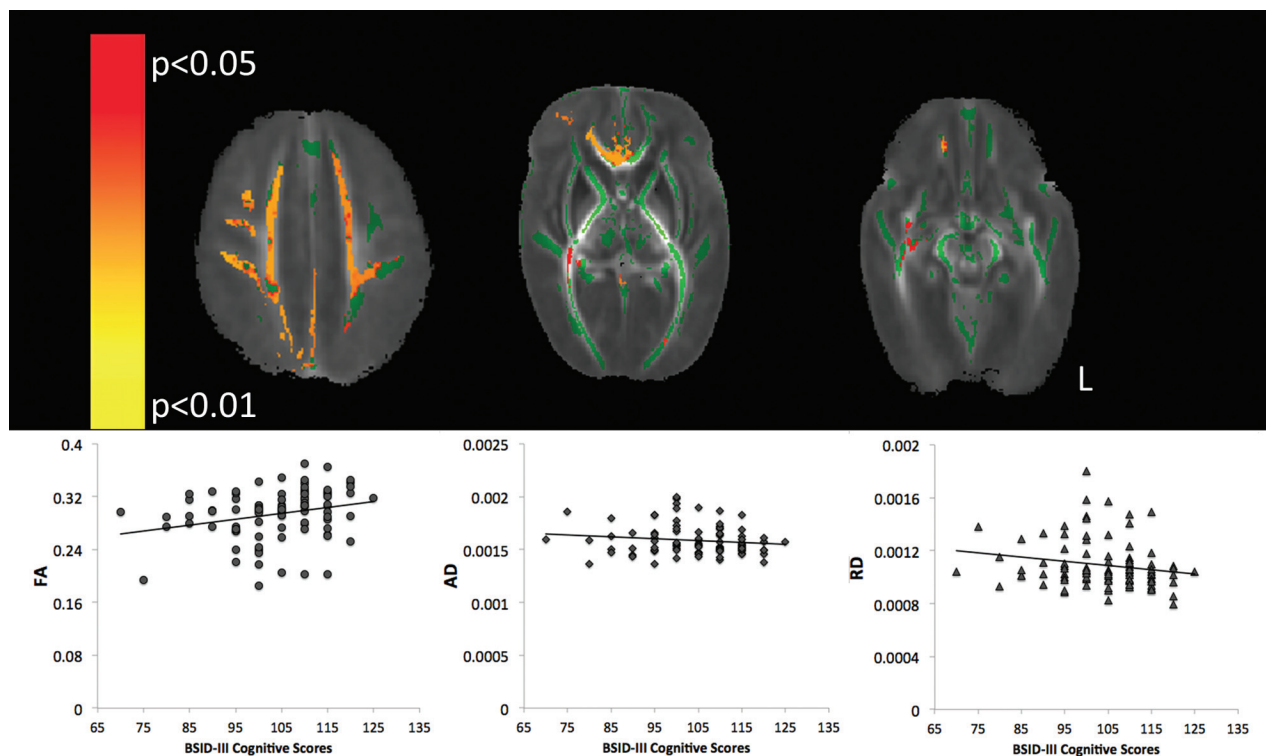 p<0.05
p<0.01
L
0.4
0.32
0.24
0.16
0.08
0
FA
65 75 85 95 105 115 125 135
BSID-III Cognitive Scores
0.0025
0.002
0.0015
0.001
0.0005
0
AD
65 75 85 95 105 115 125 135
BSID-III Cognitive Scores
0.002
0.0016
0.0012
0.0008
0.0004
0
RD
65 75 85 95 105 115 125 135
BSID-III Cognitive Scores